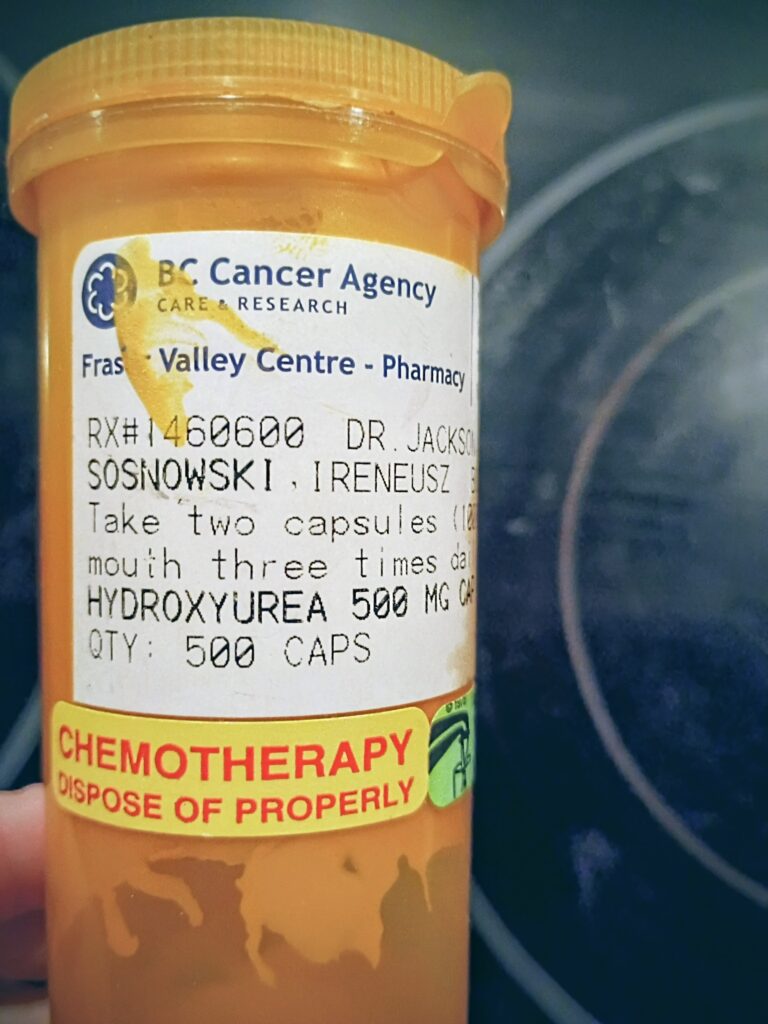 BC Cancer Agency
CARE & RESEARCH
Valley Centre - Pharmacy
RX#1460600 DR. JACKSON
SOSNOWSKI, IRENEUSZ
Take two capsules
mouth three times
HYDROXYUREA 500 MG
QTY: 500 CAPS
CHEMOTHERAPY
DISPOSE OF PROPERLY